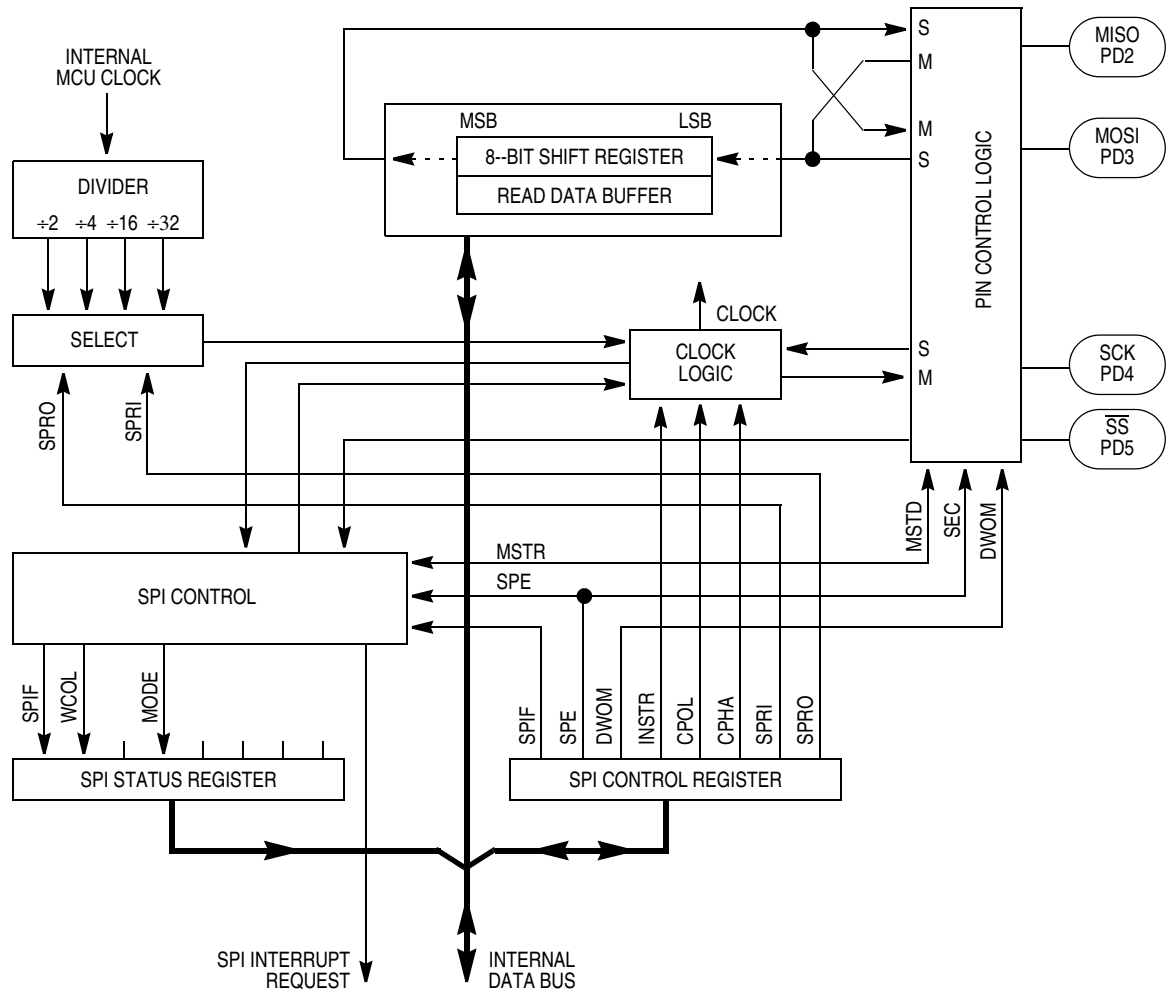 INTERNAL
MCU CLOCK
DIVIDER
÷2 ÷4 ÷16 ÷32
SELECT
SPRO
SPRI
MSB LSB
8--BIT SHIFT REGISTER
READ DATA BUFFER
CLOCK
CLOCK
LOGIC
S
M
M
S
S
M
PIN CONTROL LOGIC
MISO
PD2
MOSI
PD3
SCK
PD4
SS
PD5
MSTD
SEC
DWOM
MSTR
SPE
SPI CONTROL
SPIF
WCOL
MODE
SPI STATUS REGISTER
SPIF
SPE
DWOM
INSTR
CPOL
CPHA
SPRI
SPRO
SPI CONTROL REGISTER
SPI INTERRUPT
REQUEST
INTERNAL
DATA BUS